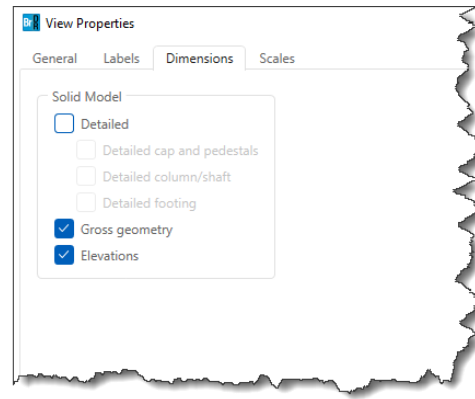 Br View Properties
General Labels Dimensions Scales
Solid Model
Detailed
Detailed cap and pedestals
Detailed column/shaft
Detailed footing
Gross geometry
Elevations